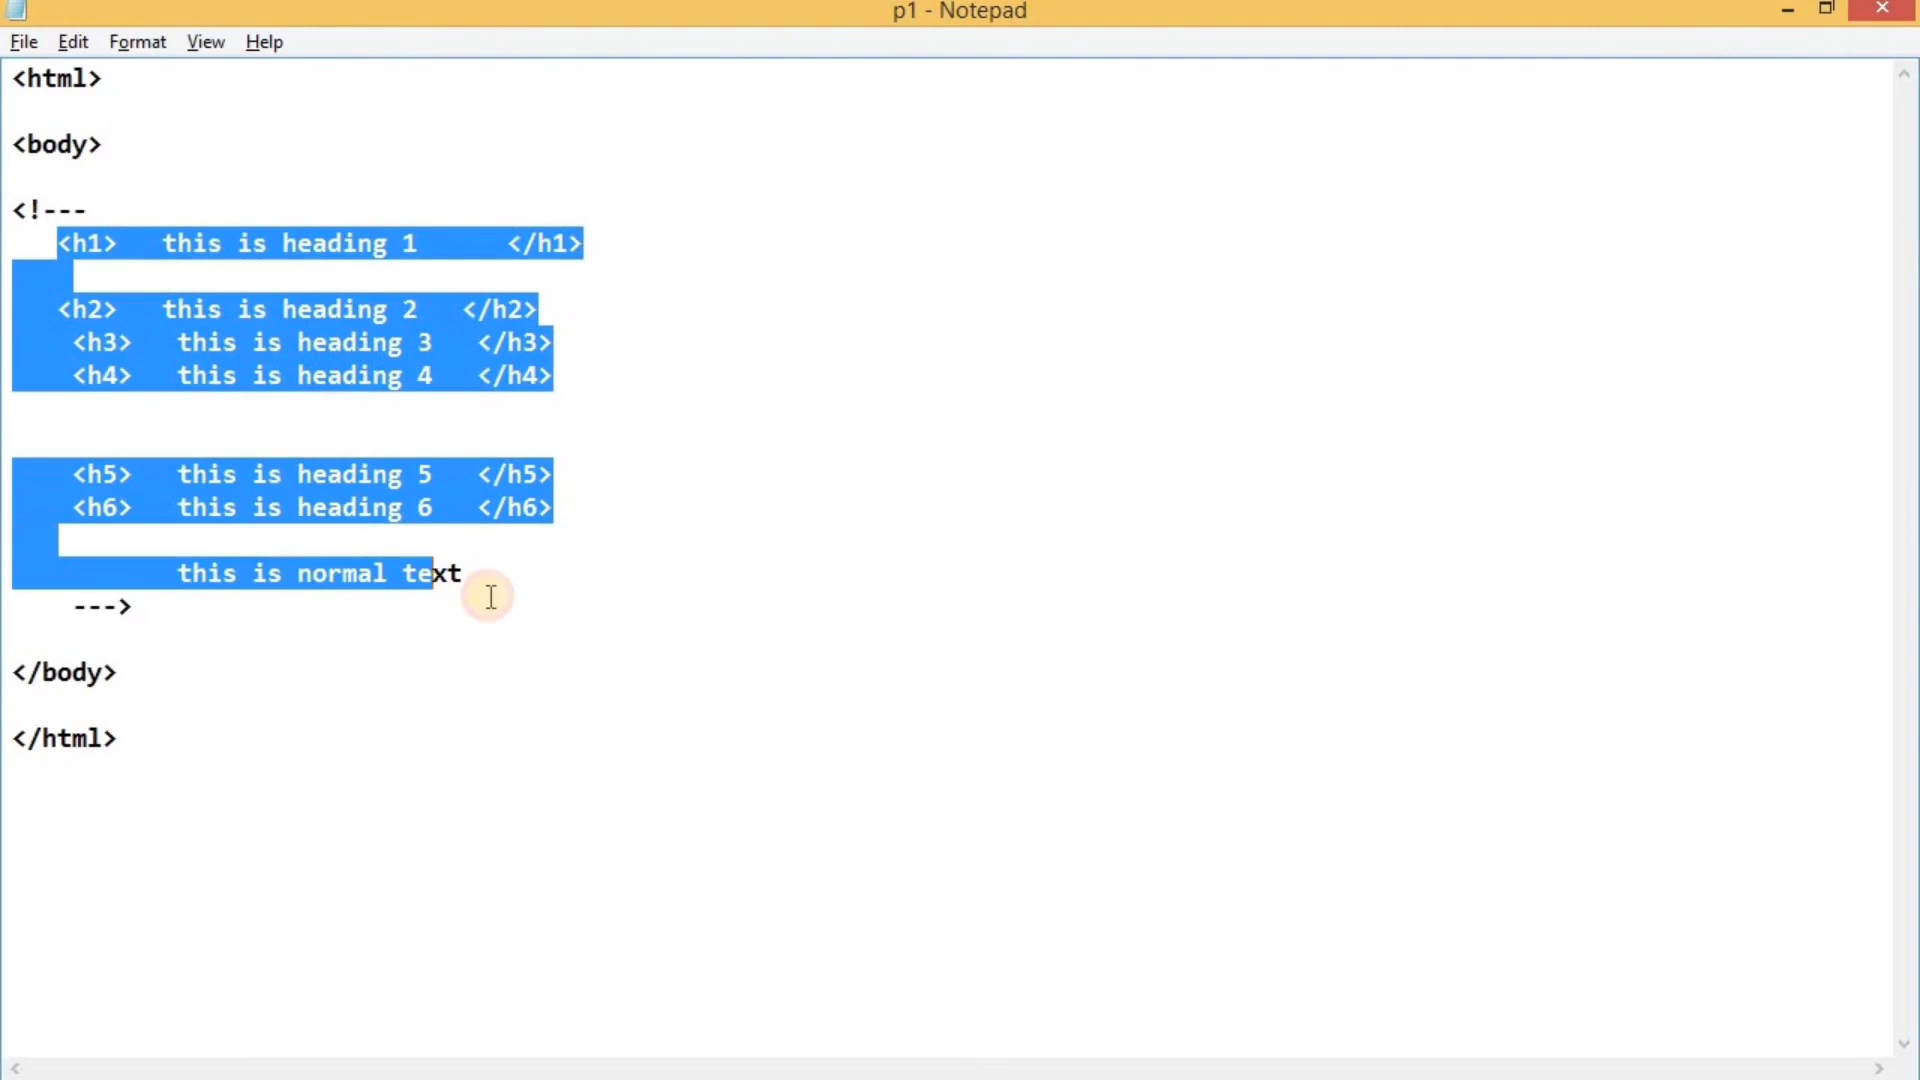 p1 - Notepad
File Edit Format View Help
<html>
<body>
<!---
<h1>   this is heading 1      </h1>
<h2>   this is heading 2   </h2>
<h3>   this is heading 3   </h3>
<h4>   this is heading 4   </h4>
<h5>   this is heading 5   </h5>
<h6>   this is heading 6   </h6>
this is normal text
--->
</body>
</html>